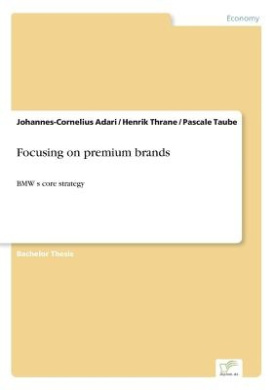 Economy
Johannes-Cornelius Adari / Henrik Thrane / Pascale Taube
Focusing on premium brands
BMW s core strategy
Bachelor Thesis